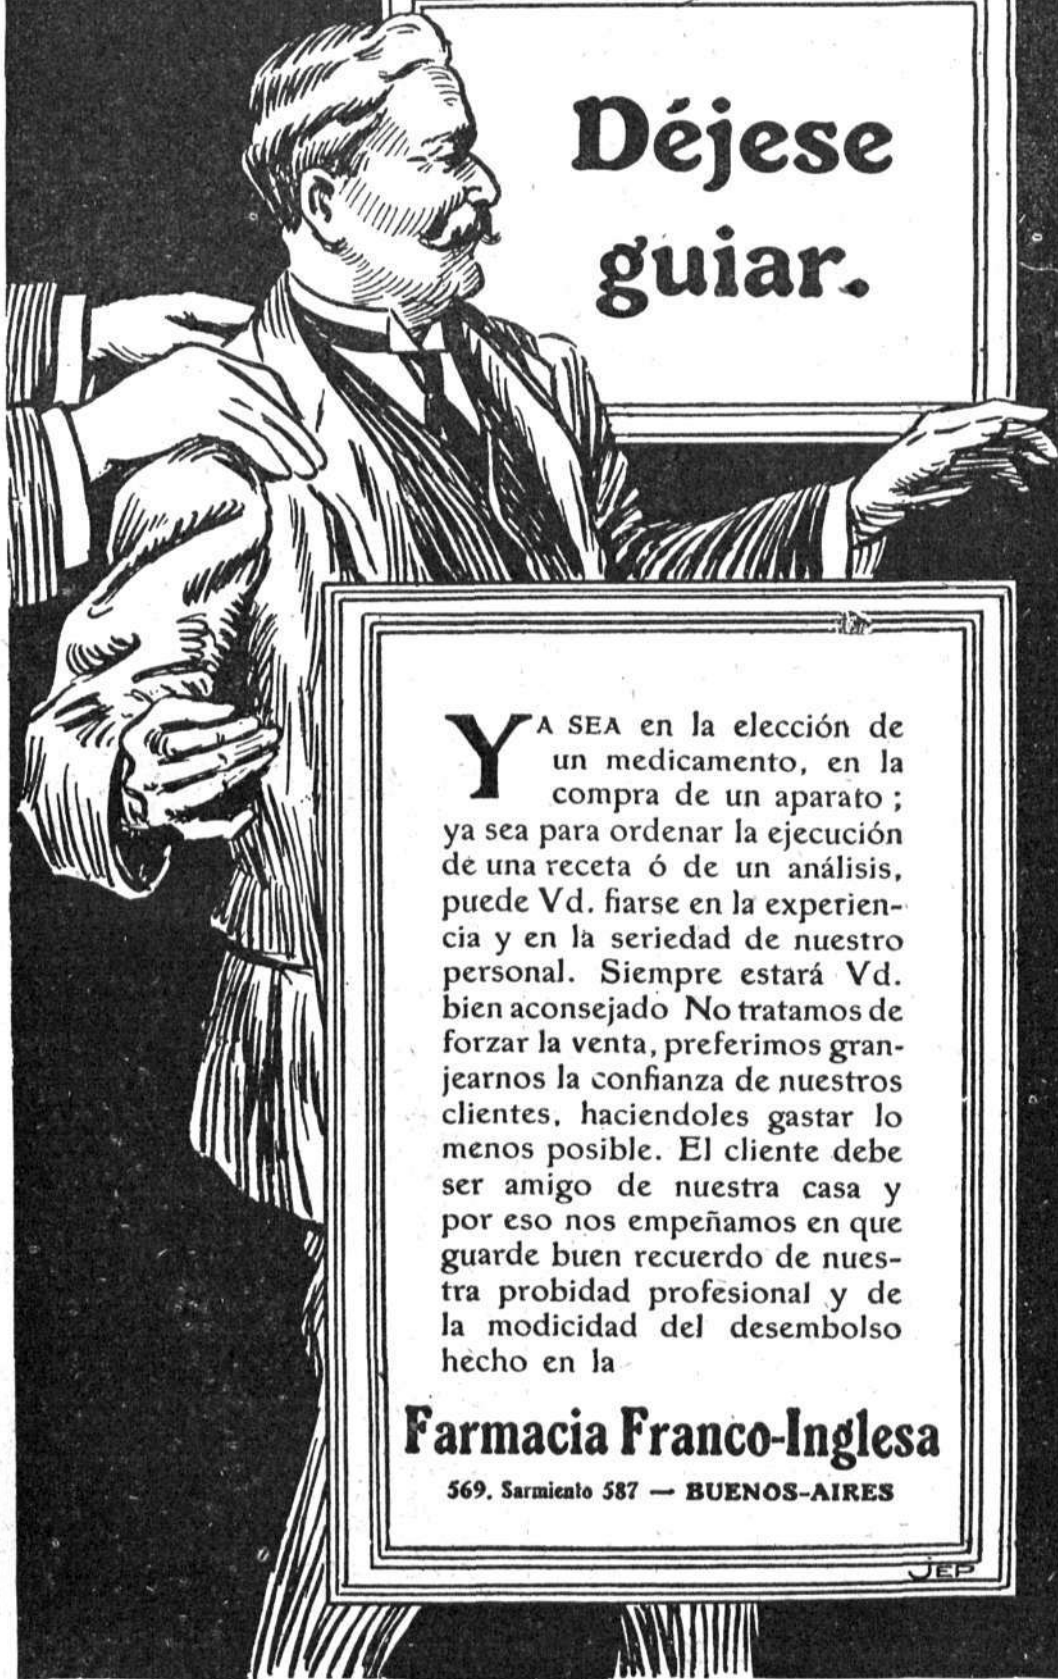 Déjese
guiar.
YA SEA en la elección de
un medicamento, en la
compra de un aparato ;
ya sea para ordenar la ejecución
de una receta ó de un análisis,
puede Vd. fiarse en la experien-
cia y en la seriedad de nuestro
personal. Siempre estará Vd.
bien aconsejado No tratamos de
forzar la venta, preferimos gran-
jearnos la confianza de nuestros
clientes, haciendoles gastar lo
menos posible. El cliente debe
ser amigo de nuestra casa y
por eso nos empeñamos en que
guarde buen recuerdo de nues-
tra probidad profesional y de
la modicidad del desembolso
hecho en la
Farmacia Franco-Inglesa
569. Sarmiento 587 — BUENOS-AIRES
JEP